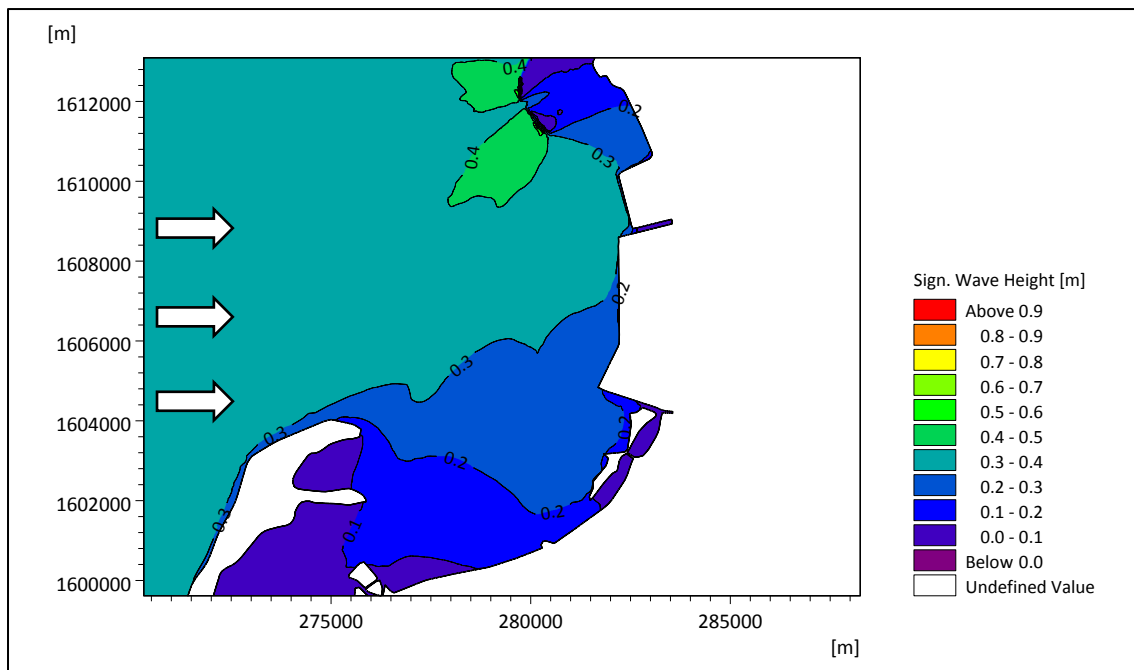 [m]
1612000
1610000
1608000
1606000
1604000
1602000
1600000
275000
280000
285000
[m]
0.4
0.2
0.3
0.4
0.2
0.3
0.3
0.2
0.2
0.2
0.3
0.1
Sign. Wave Height [m]
Above 0.9
0.8 - 0.9
0.7 - 0.8
0.6 - 0.7
0.5 - 0.6
0.4 - 0.5
0.3 - 0.4
0.2 - 0.3
0.1 - 0.2
0.0 - 0.1
Below 0.0
Undefined Value